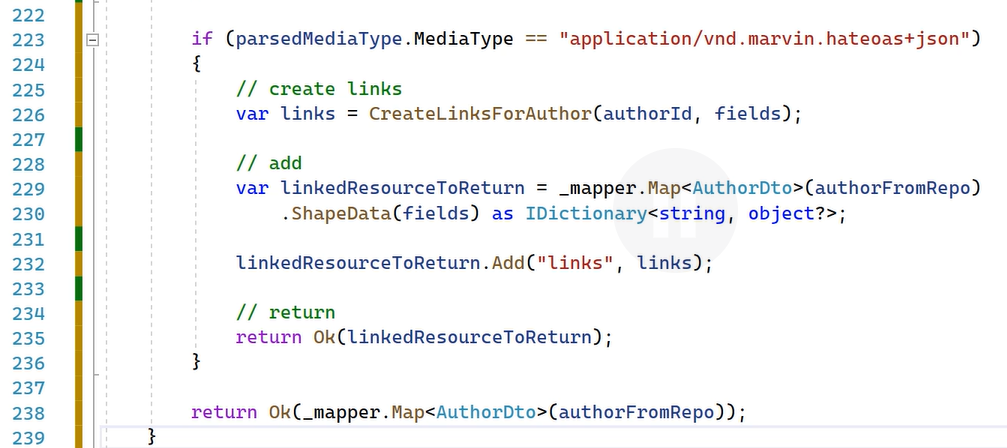 222
223 if (parsedMediaType.MediaType == "application/vnd.marvin.hateoas+json")
224 {
225 // create links
226 var links = CreateLinksForAuthor(authorId, fields);
227
228 // add
229 var linkedResourceToReturn = _mapper.Map<AuthorDto>(authorFromRepo)
230 .ShapeData(fields) as IDictionary<string, object?>;
231
232 linkedResourceToReturn.Add("links", links);
233
234 // return
235 return Ok(linkedResourceToReturn);
236 }
237
238 return Ok(_mapper.Map<AuthorDto>(authorFromRepo));
239 }